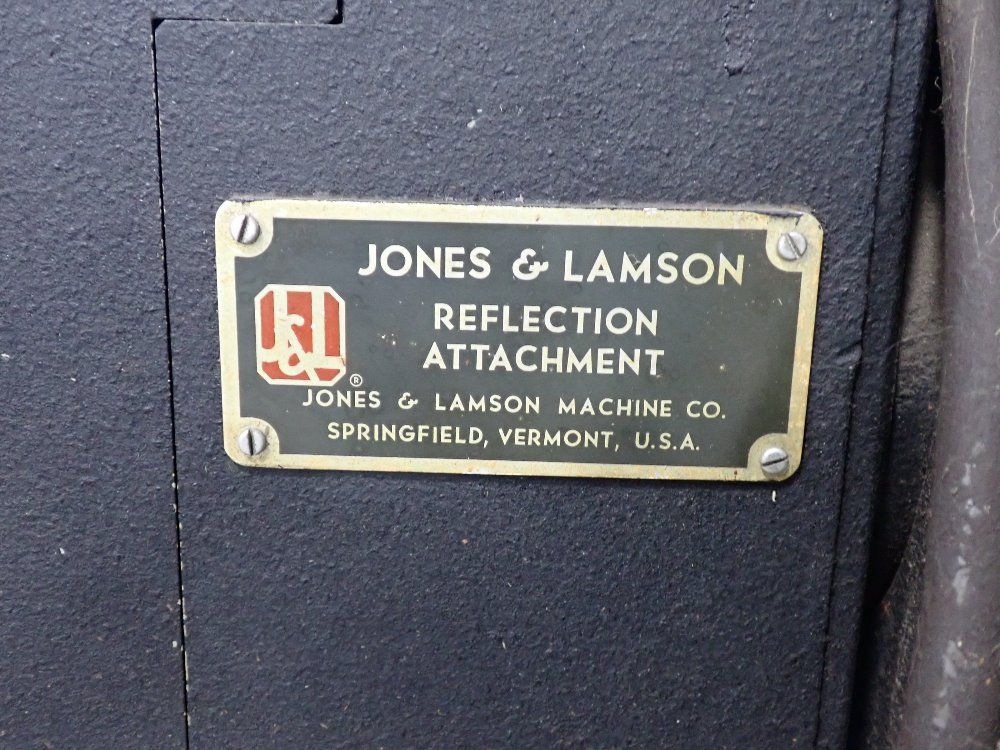 JONES & LAMSON
REFLECTION
ATTACHMENT
J&L
®
JONES & LAMSON MACHINE CO.
SPRINGFIELD, VERMONT, U.S.A.